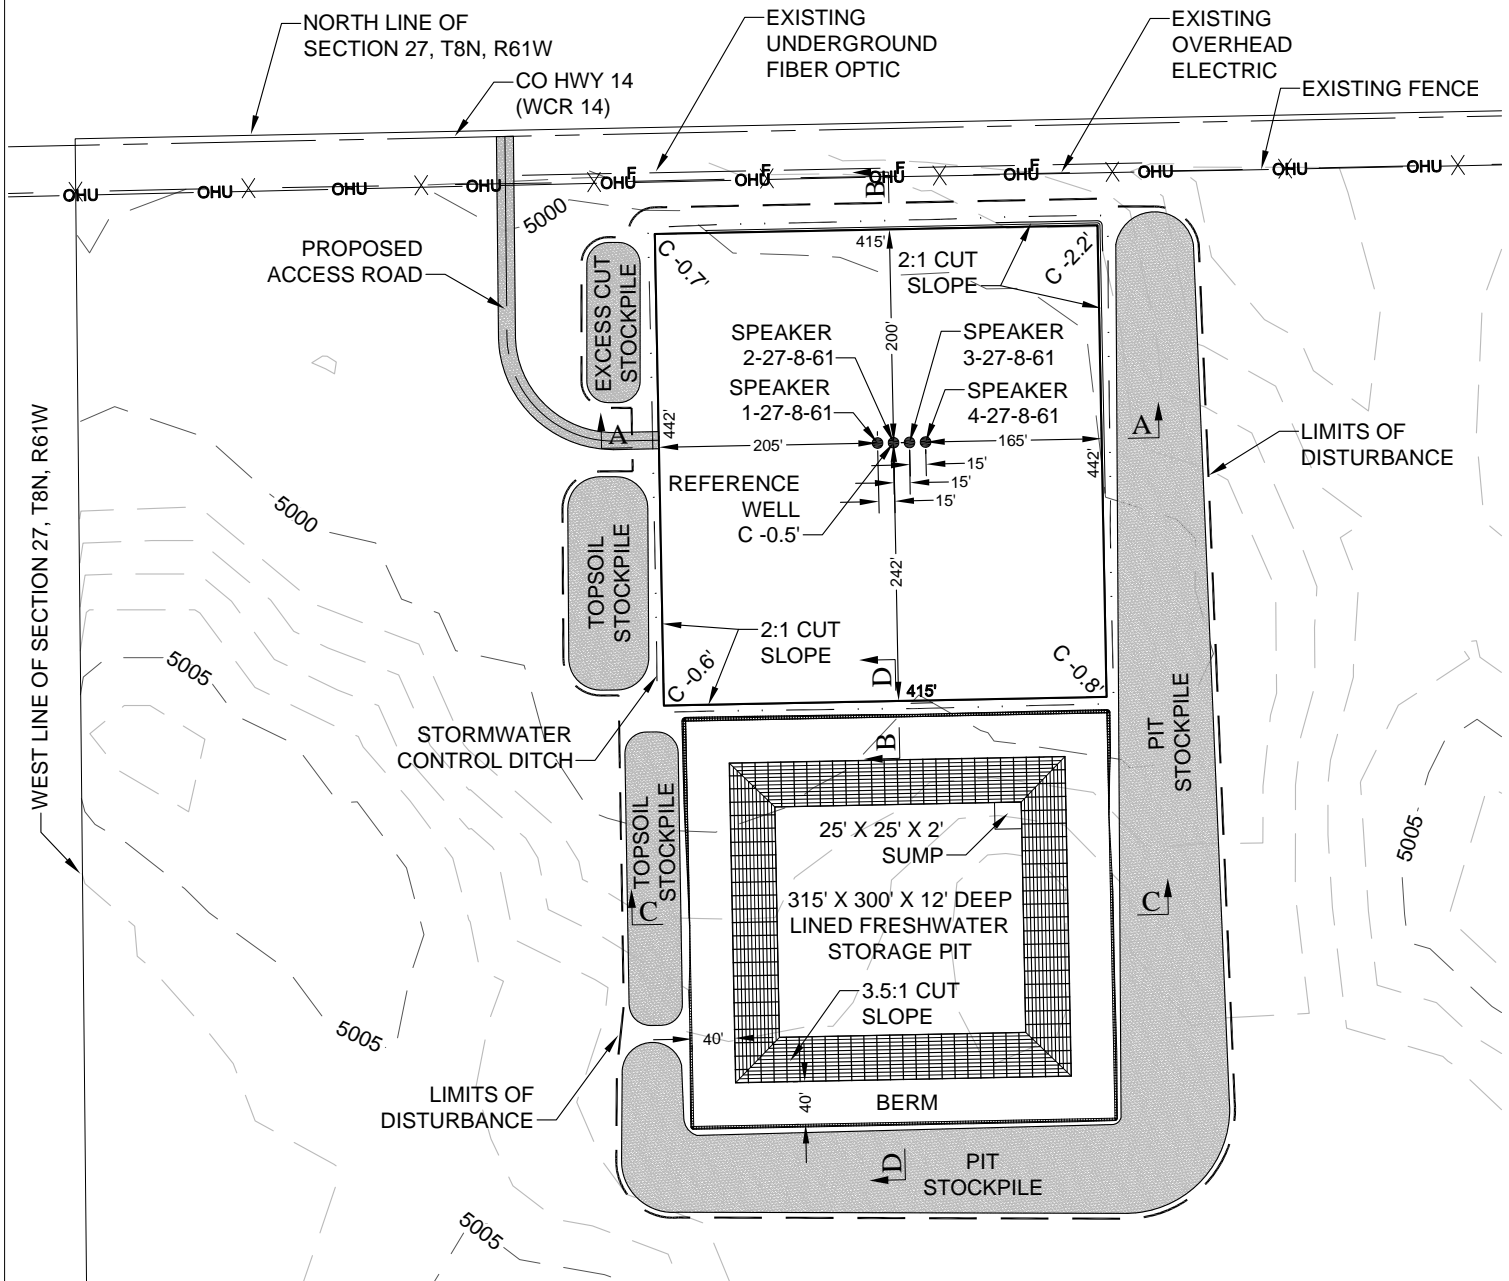 NORTH LINE OF
SECTION 27, T8N, R61W
CO HWY 14
(WCR 14)
EXISTING
UNDERGROUND
FIBER OPTIC
EXISTING
OVERHEAD
ELECTRIC
EXISTING FENCE
OHU
OHU
OHU
OHU
OHU
OHU
OHU
OHU
OHU
OHU
OHU
F
F
F
F
B
5000
PROPOSED
ACCESS ROAD
EXCESS CUT
STOCKPILE
C -0.7'
415'
2:1 CUT
SLOPE
C -2.2'
200'
SPEAKER
2-27-8-61
SPEAKER
1-27-8-61
SPEAKER
3-27-8-61
SPEAKER
4-27-8-61
A
442'
205'
165'
442'
A
15'
15'
15'
REFERENCE
WELL
C -0.5'
242'
LIMITS OF
DISTURBANCE
WEST LINE OF SECTION 27, T8N, R61W
5000
TOPSOIL
STOCKPILE
5005
2:1 CUT
SLOPE
C -0.6'
D
415'
C -0.8'
STORMWATER
CONTROL DITCH
B
PIT
STOCKPILE
TOPSOIL
STOCKPILE
25' X 25' X 2'
SUMP
5005
C
315' X 300' X 12' DEEP
LINED FRESHWATER
STORAGE PIT
C
3.5:1 CUT
SLOPE
5005
40'
LIMITS OF
DISTURBANCE
40'
BERM
D
PIT
STOCKPILE
5005